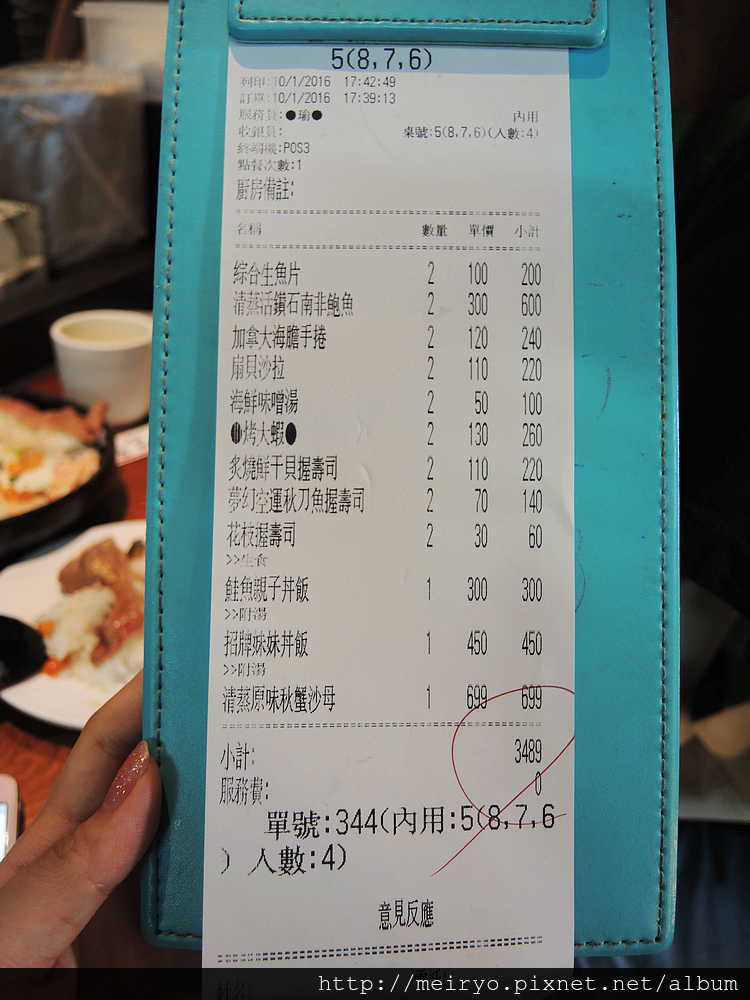 5(8,7,6)
列印:10/1/2016 17:42:49
訂單:10/1/2016 17:39:13
服務員:●瑜● 內用
收銀員: 桌號:5(8,7,6)(人數:4)
終端機:POS3
點餐次數:1
厨房備註:
名稱 數量 單價 小計
綜合生魚片 2 100 200
清蒸活鑽石南非鮑魚 2 300 600
加拿大海膽手捲 2 120 240
扇貝沙拉 2 110 220
海鮮味噌湯 2 50 100
烤大蝦● 2 130 260
炙燒鮮干貝握壽司 2 110 220
夢幻空運秋刀魚握壽司 2 70 140
花枝握壽司 2 30 60
>>生食
鮭魚親子丼飯 1 300 300
>>附湯
招牌妹妹丼飯 1 450 450
>>附湯
清蒸原味秋蟹沙母 1 699 699
小計: 3489
服務費: 0
單號:344(內用:5(8,7,6
) 人數:4)
意見反應
姓名:
http://meiryo.pixnet.net/album